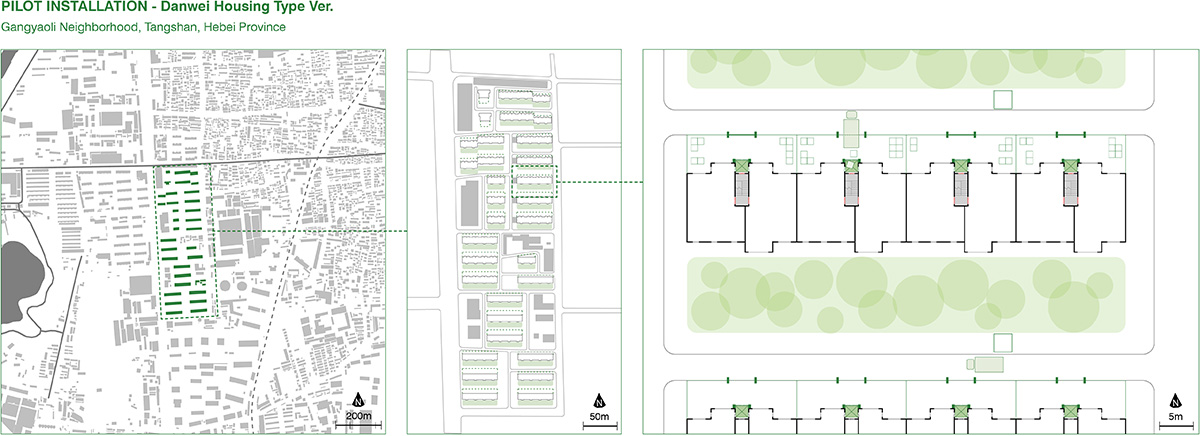 PILOT INSTALLATION - Danwei Housing Type Ver.
Gangyaoli Neighborhood, Tangshan, Hebei Province
N
200m
N
50m
N
5m